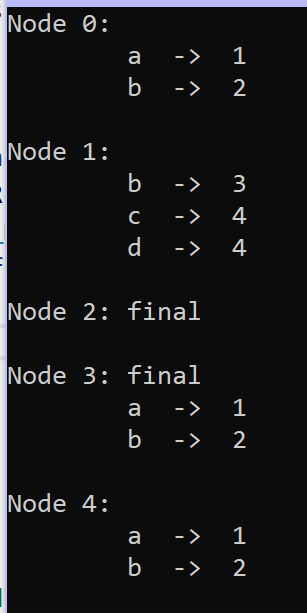 Node 0:
a -> 1
b -> 2
Node 1:
b -> 3
c -> 4
d -> 4
Node 2: final
Node 3: final
a -> 1
b -> 2
Node 4:
a -> 1
b -> 2